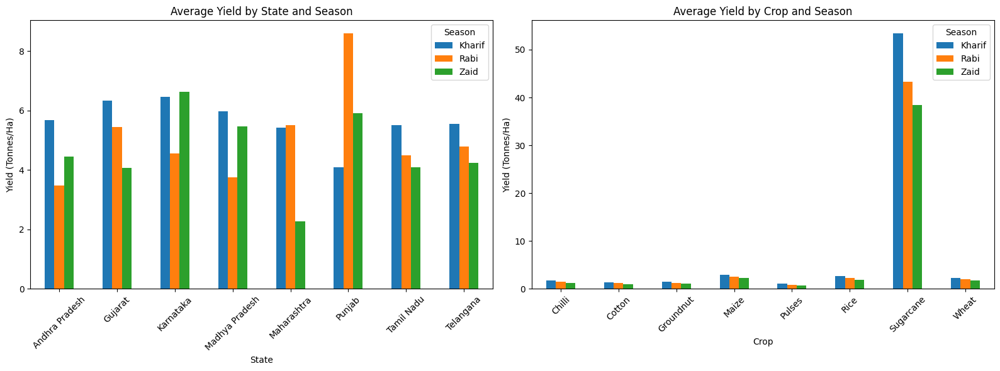 Average Yield by State and Season
Yield (Tonnes/Ha)
8
6
4
2
0
Season
Kharif
Rabi
Zaid
Andhra Pradesh
Gujarat
Karnataka
Madhya Pradesh
Maharashtra
Punjab
Tamil Nadu
Telangana
State
Average Yield by Crop and Season
Yield (Tonnes/Ha)
50
40
30
20
10
0
Season
Kharif
Rabi
Zaid
Chilli
Cotton
Groundnut
Maize
Pulses
Rice
Sugarcane
Wheat
Crop